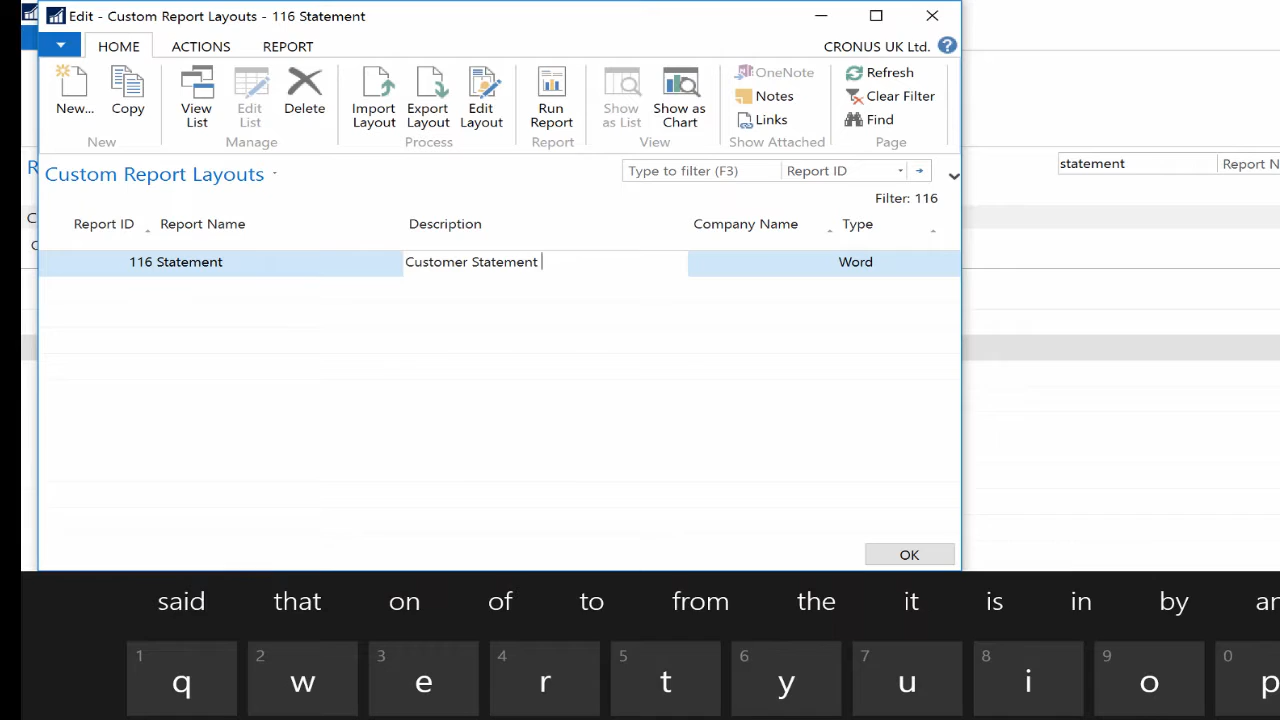 Edit - Custom Report Layouts - 116 Statement
HOME ACTIONS REPORT CRONUS UK Ltd. ?
New... Copy View List Edit List Delete Import Layout Export Layout Edit Layout Run Report Show as List Show as Chart OneNote Notes Links Refresh Clear Filter Find
New Manage Process Report View Show Attached Page
Custom Report Layouts Type to filter (F3) Report ID
statement Report N
Filter: 116
Report ID Report Name Description Company Name Type
116 Statement Customer Statement Word
OK
said that on of to from the it is in by
1 2 3 4 5 6 7 8 9 0
q w e r t y u i o p